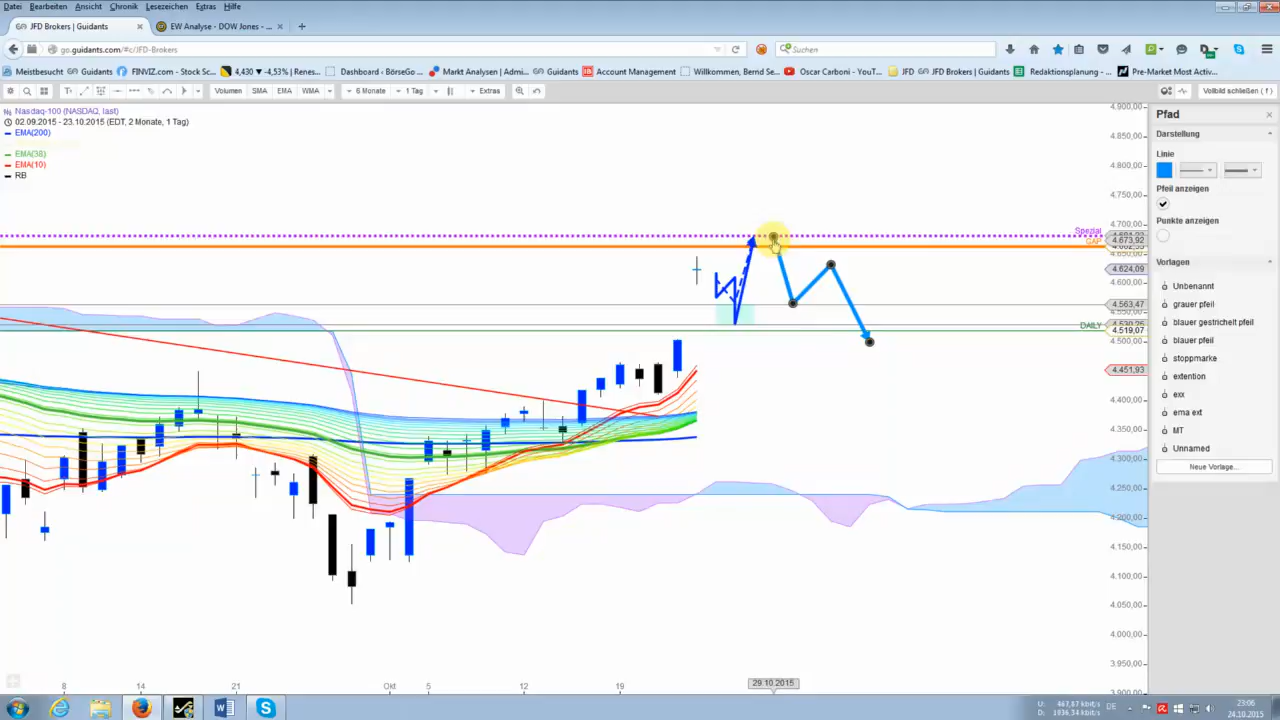 Datei Bearbeiten Ansicht Chronik Lesezeichen Extras Hilfe
JFD Brokers | Guidants × EW Analyse - DOW Jones - ... × +
go.guidants.com/#c/JFD-Brokers Suchen
Meistbesucht Guidants FINVIZ.com - Stock Sc... 4,430 ▼ -4,53% | Renes... Dashboard ‹ BörseGo ... Markt Analysen | Admi... Guidants Account Management Willkommen, Bernd Se... Oscar Carboni - YouT... JFD JFD Brokers | Guidants Redaktionsplanung - ... Pre-Market Most Activ...
Volumen SMA EMA WMA 6 Monate 1 Tag Extras Vollbild schließen ( f )
Nasdaq-100 (NASDAQ, last)
02.09.2015 - 23.10.2015 (EDT, 2 Monate, 1 Tag)
EMA(200)
EMA(38)
EMA(10)
RB
4.900,00
4.850,00
4.800,00
4.750,00
4.700,00
Spezial
GAP
4.673,92
4.624,09
4.600,00
4.563,47
DAILY
4.519,07
4.500,00
4.451,93
4.400,00
4.350,00
4.300,00
4.250,00
4.200,00
4.150,00
4.100,00
4.050,00
4.000,00
3.950,00
3.900,00
8 14 21 Okt 5 12 19 29.10.2015
Pfad ×
Darstellung
Linie
Pfeil anzeigen
Punkte anzeigen
Vorlagen
Unbenannt
grauer pfeil
blauer gestrichelt pfeil
blauer pfeil
stoppmarke
extention
exx
ema ext
MT
Unnamed
Neue Vorlage...
U: 467,87 kbit/s
D: 1936,34 kbit/s
DE
23:06
24.10.2015